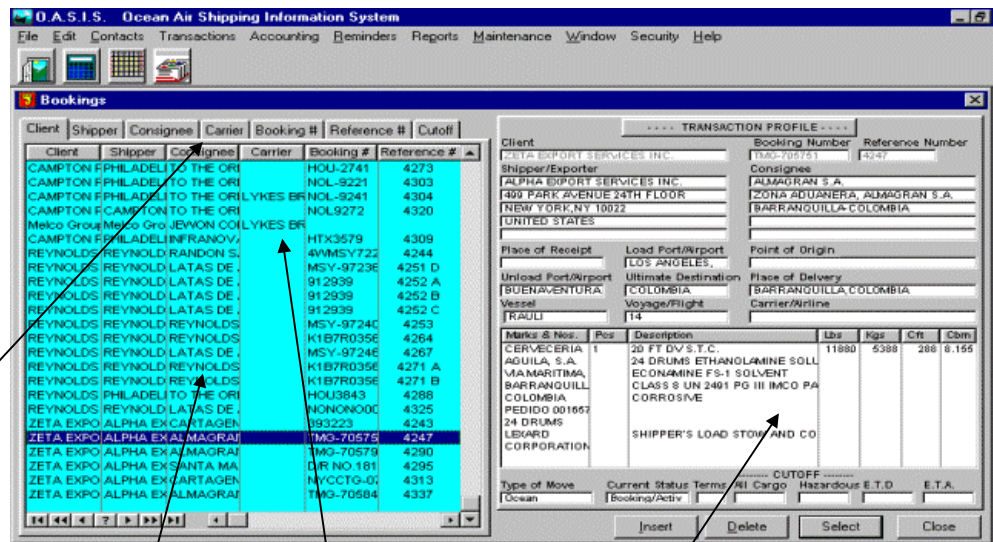 O.A.S.I.S. Ocean Air Shipping Information System
File Edit Contacts Transactions Accounting Reminders Reports Maintenance Window Security Help
Bookings
Client Shipper Consignee Carrier Booking # Reference # Cutoff
Client Shipper Consignee Carrier Booking # Reference #
CAMPTON F PHILADELI TO THE ORI HOU-2741 4273
CAMPTON F PHILADELI TO THE ORI NOL-9221 4303
CAMPTON F PHILADELI TO THE ORI LYKES BR NOL-9241 4304
CAMPTON F CAMPTON TO THE ORI NOL9272 4320
Melco Group Melco Gro JEWON COI LYKES BR
CAMPTON F PHILADELI INFRANOV/ HTX3579 4309
REYNOLDS REYNOLD RANDON S. 4WMSY722 4244
REYNOLDS REYNOLD LATAS DE . MSY-97236 4251 D
REYNOLDS REYNOLD LATAS DE . 912939 4252 A
REYNOLDS REYNOLD LATAS DE . 912939 4252 B
REYNOLDS REYNOLD LATAS DE . 912939 4252 C
REYNOLDS REYNOLD REYNOLDS MSY-9724C 4253
REYNOLDS REYNOLD REYNOLDS K1B7R0356 4264
REYNOLDS REYNOLD LATAS DE . MSY-97246 4267
REYNOLDS REYNOLD REYNOLDS K1B7R0356 4271 A
REYNOLDS REYNOLD REYNOLDS K1B7R0356 4271 B
REYNOLDS PHILADEL TO THE ORI HOU3843 4288
REYNOLDS REYNOLD LATAS DE . NONONO00 4325
ZETA EXPO ALPHA EX CARTAGEN 393223 4243
ZETA EXPO ALPHA EX ALMAGRAI TMG-70575 4247
ZETA EXPO ALPHA EX ALMAGRAI TMG-70579 4290
ZETA EXPO ALPHA EX SANTA MA D/R NO.181 4295
ZETA EXPO ALPHA EX CARTAGEN NYCCTG-07 4313
ZETA EXPO ALPHA EX ALMAGRAI TMG-70584 4337
?
---- TRANSACTION PROFILE ----
Client Booking Number Reference Number
ZETA EXPORT SERVICES INC. TMG-705751 4247
Shipper/Exporter Consignee
ALPHA EXPORT SERVICES INC. ALMAGRAN S.A.
499 PARK AVENUE 24TH FLOOR ZONA ADUANERA, ALMAGRAN S.A.
NEW YORK,NY 10022 BARRANQUILLA COLOMBIA
UNITED STATES
Place of Receipt Load Port/Airport Point of Origin
LOS ANGELES,
Unload Port/Airport Ultimate Destination Place of Delvery
BUENAVENTURA, COLOMBIA BARRANQUILLA,COLOMBIA
Vessel Voyage/Flight Carrier/Airline
RAULI 14
Marks & Nos. Pcs Description Lbs Kgs Cft Cbm
CERVECERIA 1 20 FT DV S.T.C. 11880 5388 288 8.155
AGUILA, S.A. 24 DRUMS ETHANOLAMINE SOLU
VIA MARITIMA, ECONAMINE FS-1 SOLVENT
BARRANQUILL CLASS 8 UN 2491 PG III IMCO PA
COLOMBIA CORROSIVE
PEDIDO 001657
24 DRUMS
LEXARD SHIPPER'S LOAD STOW AND CO
CORPORATION
------- CUTOFF -------
Type of Move Current Status Terms All Cargo Hazardous E.T.D E.T.A.
Ocean Booking/Activ
Insert Delete Select Close